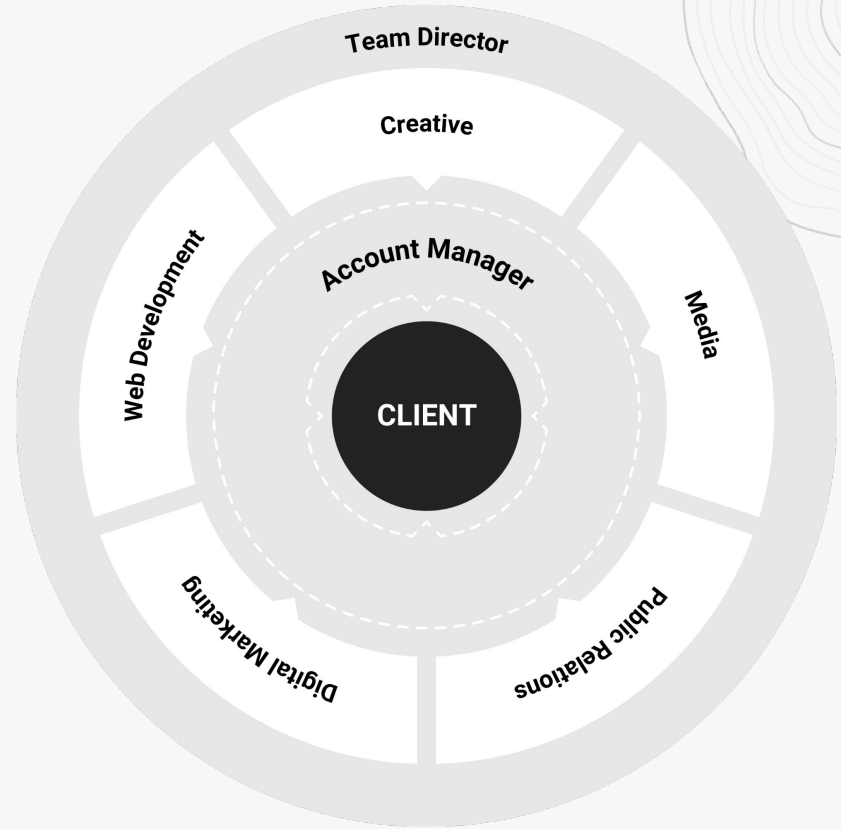 Team Director
Creative
Account Manager
Web Development
Media
CLIENT
Digital Marketing
Public Relations